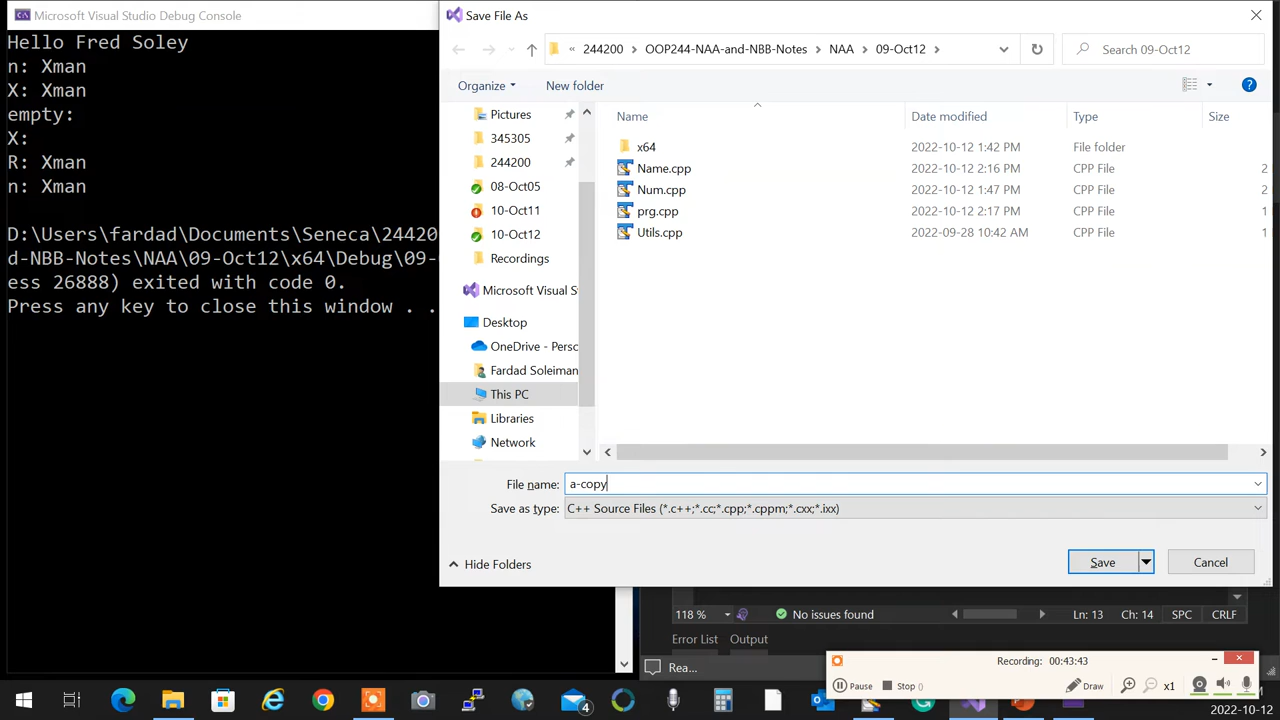 Microsoft Visual Studio Debug Console
Hello Fred Soley
n: Xman
X: Xman
empty:
X:
R: Xman
n: Xman
D:\Users\fardad\Documents\Seneca\24420
d-NBB-Notes\NAA\09-Oct12\x64\Debug\09-
ess 26888) exited with code 0.
Press any key to close this window . .
Save File As
« 244200 › OOP244-NAA-and-NBB-Notes › NAA › 09-Oct12 ›
Search 09-Oct12
Organize
New folder
Pictures
345305
244200
08-Oct05
10-Oct11
10-Oct12
Recordings
Microsoft Visual S
Desktop
OneDrive - Perso
Fardad Soleiman
This PC
Libraries
Network
Name Date modified Type Size
x64 2022-10-12 1:42 PM File folder
Name.cpp 2022-10-12 2:16 PM CPP File 2
Num.cpp 2022-10-12 1:47 PM CPP File 2
prg.cpp 2022-10-12 2:17 PM CPP File 1
Utils.cpp 2022-09-28 10:42 AM CPP File 1
File name: a-copy
Save as type: C++ Source Files (*.c++;*.cc;*.cpp;*.cppm;*.cxx;*.ixx)
Hide Folders
Save
Cancel
118 % No issues found Ln: 13 Ch: 14 SPC CRLF
Error List Output
Rea...
Recording: 00:43:43
Pause Stop () Draw x1
4
2022-10-12